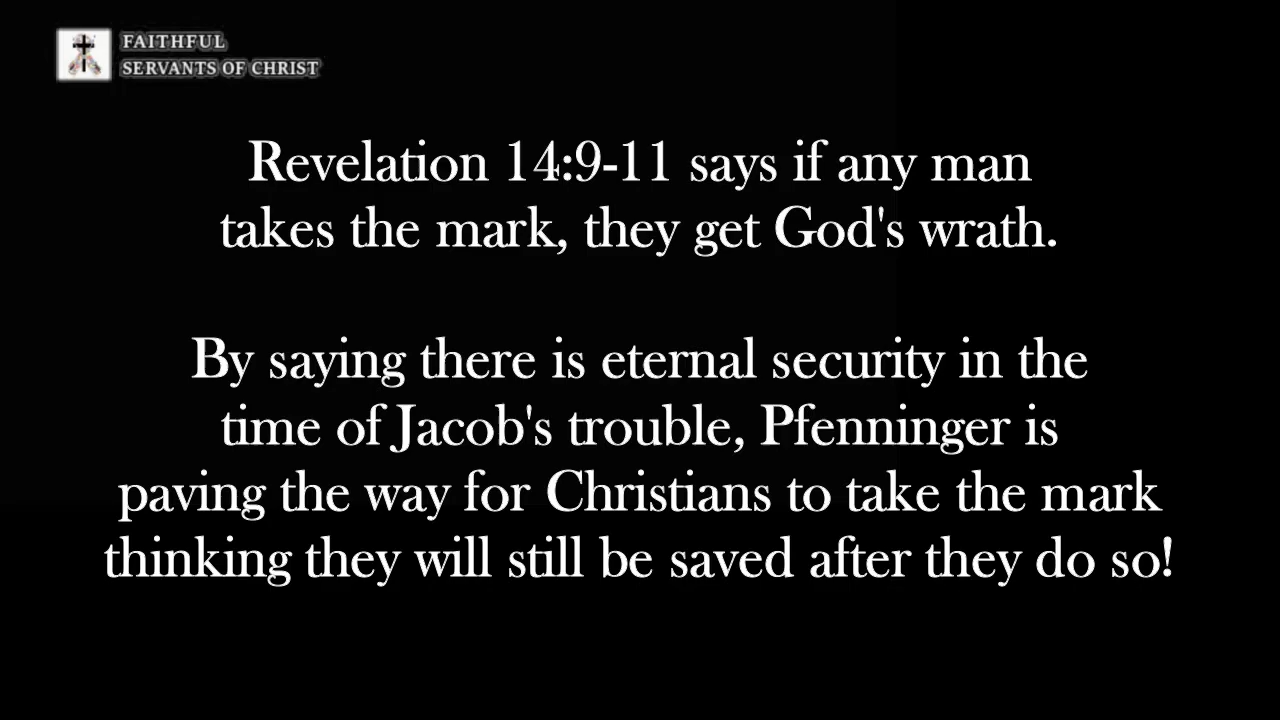 FAITHFUL
SERVANTS OF CHRIST
Revelation 14:9-11 says if any man
takes the mark, they get God's wrath.
By saying there is eternal security in the
time of Jacob's trouble, Pfenninger is
paving the way for Christians to take the mark
thinking they will still be saved after they do so!